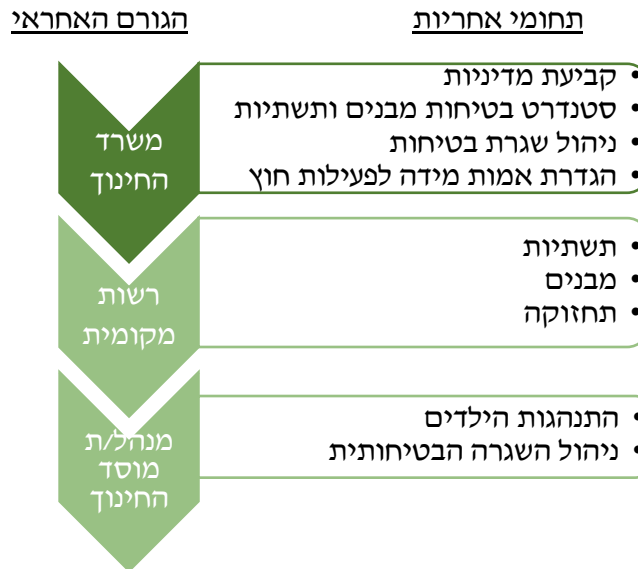 תחומי אחריות
הגורם האחראי
• קביעת מדיניות
• סטנדרט בטיחות מבנים ותשתיות
• ניהול שגרת בטיחות
• הגדרת אמות מידה לפעילות חוץ
משרד
החינוך
• תשתיות
• מבנים
• תחזוקה
רשות
מקומית
• התנהגות הילדים
• ניהול השגרה הבטיחותית
מנהל/ת
מוסד
החינוך